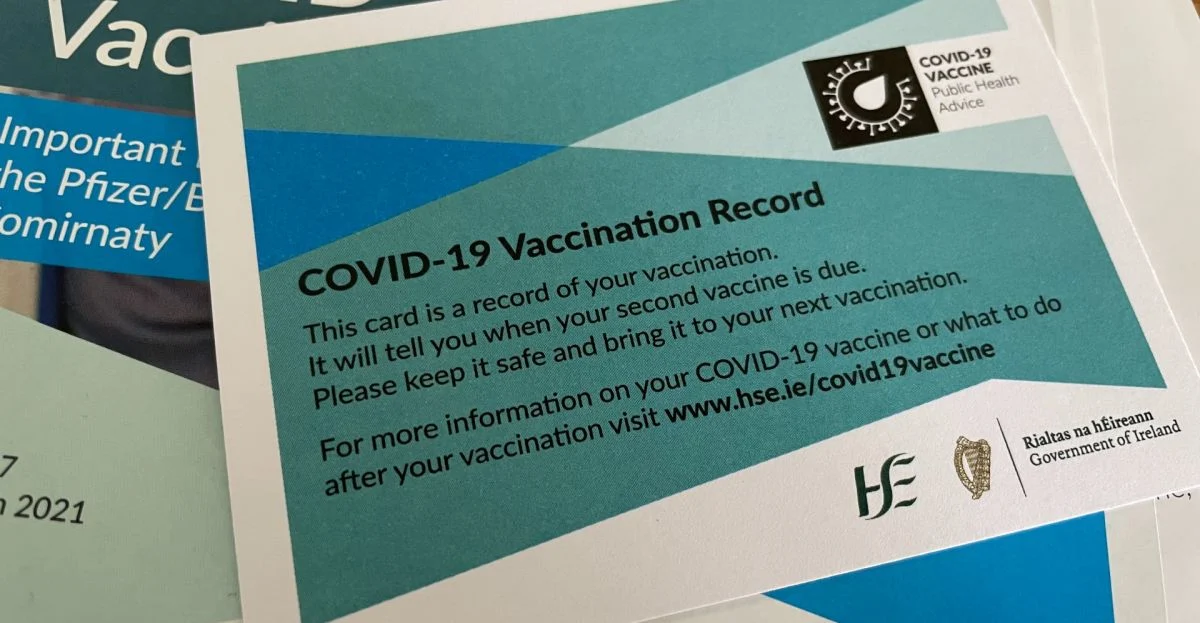 Vac
Important
the Pfizer/B
omirnaty
7
2021
COVID-19
VACCINE
Public Health
Advice
COVID-19 Vaccination Record
This card is a record of your vaccination.
It will tell you when your second vaccine is due.
Please keep it safe and bring it to your next vaccination.
For more information on your COVID-19 vaccine or what to do
after your vaccination visit www.hse.ie/covid19vaccine
HSE
Rialtas na hÉireann
Government of Ireland